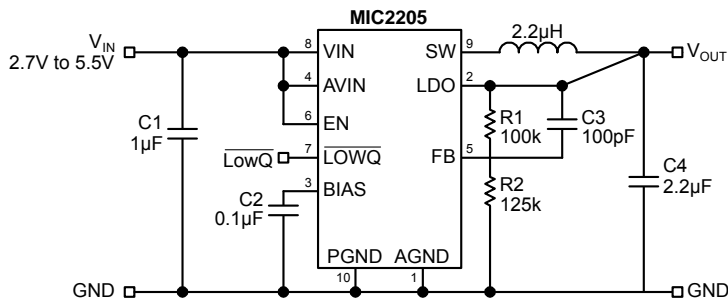 MIC2205
VIN
2.7V to 5.5V
8
VIN
SW
9
2.2µH
VOUT
4
AVIN
LDO
2
6
EN
R1
100k
C3
100pF
C1
1µF
LowQ
7
LOWQ
FB
5
3
BIAS
R2
125k
C4
2.2µF
C2
0.1µF
PGND
AGND
10
1
GND
GND